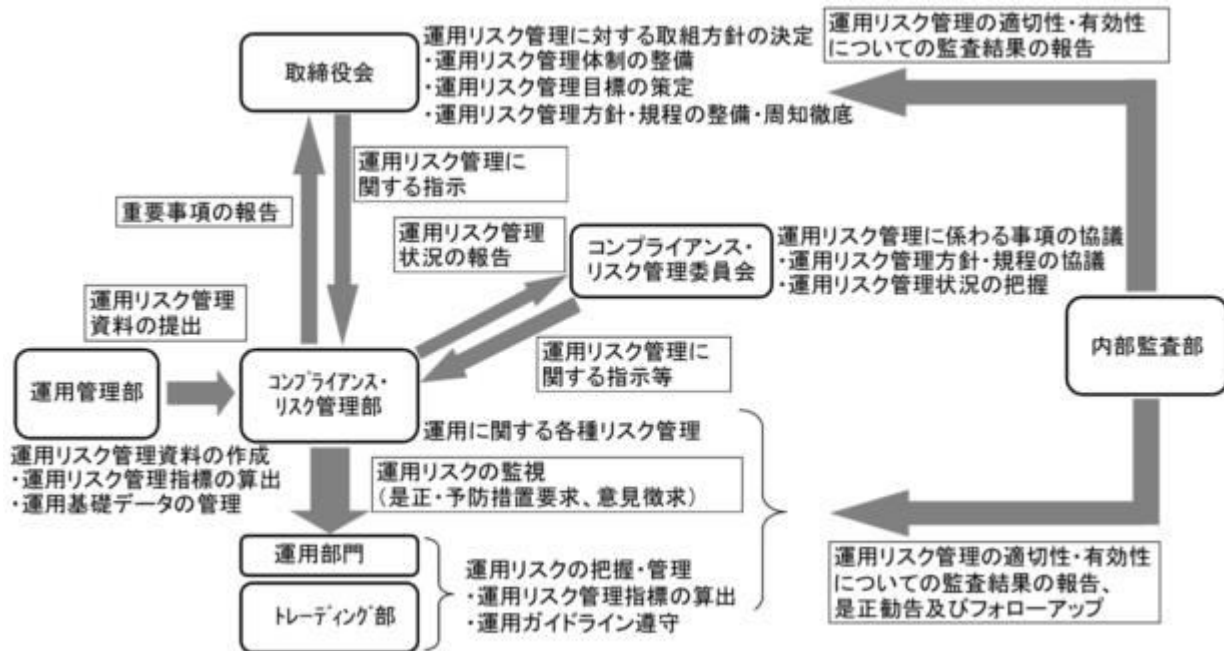 取締役会
運用リスク管理に対する取組方針の決定
・運用リスク管理体制の整備
・運用リスク管理目標の策定
・運用リスク管理方針・規程の整備・周知徹底
運用リスク管理の適切性・有効性
についての監査結果の報告
運用リスク管理に
関する指示
重要事項の報告
運用リスク管理
状況の報告
コンプライアンス・
リスク管理委員会
運用リスク管理に係わる事項の協議
・運用リスク管理方針・規程の協議
・運用リスク管理状況の把握
運用リスク管理
資料の提出
運用リスク管理に
関する指示等
内部監査部
運用管理部
コンプライアンス・
リスク管理部
運用に関する各種リスク管理
運用リスク管理資料の作成
・運用リスク管理指標の算出
・運用基礎データの管理
運用リスクの監視
（是正・予防措置要求、意見徴求）
運用部門
トレーディング部
運用リスクの把握・管理
・運用リスク管理指標の算出
・運用ガイドライン遵守
運用リスク管理の適切性・有効性
についての監査結果の報告、
是正勧告及びフォローアップ